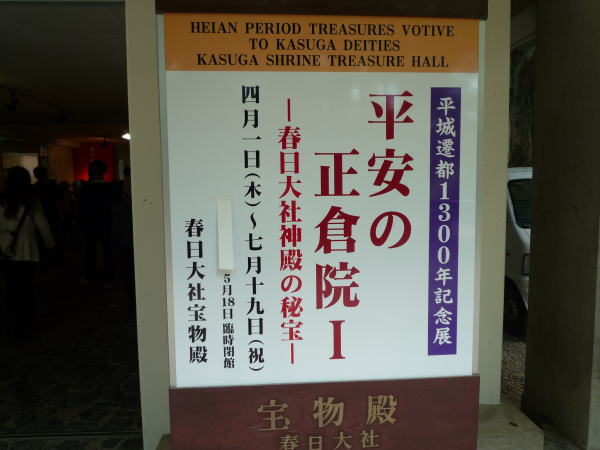 HEIAN PERIOD TREASURES VOTIVE
TO KASUGA DEITIES
KASUGA SHRINE TREASURE HALL
平城遷都1300年記念展
平安の
正倉院Ⅰ
―春日大社神殿の秘宝―
四月一日(木)~七月十九日(祝)
5月18日 臨時閉館
春日大社宝物殿
宝物殿
春日大社